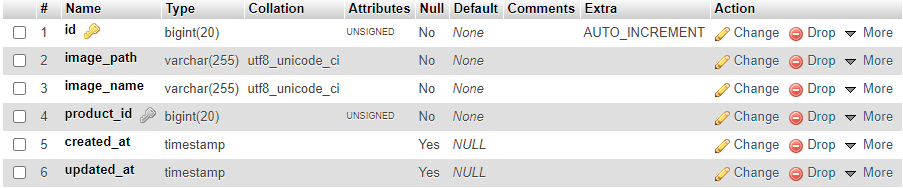 # Name Type Collation Attributes Null Default Comments Extra Action
1 id bigint(20) UNSIGNED No None AUTO_INCREMENT Change Drop More
2 image_path varchar(255) utf8_unicode_ci No None Change Drop More
3 image_name varchar(255) utf8_unicode_ci No None Change Drop More
4 product_id bigint(20) UNSIGNED No None Change Drop More
5 created_at timestamp Yes NULL Change Drop More
6 updated_at timestamp Yes NULL Change Drop More